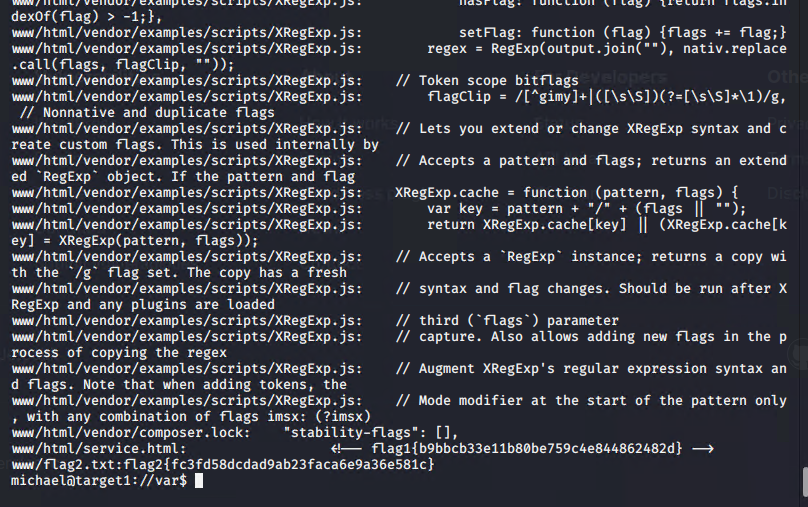 www/html/vendor/examples/scripts/XRegExp.js:            hasFlag: function (flag) {return flags.in
dexOf(flag) > -1;},
www/html/vendor/examples/scripts/XRegExp.js:            setFlag: function (flag) {flags += flag;}
www/html/vendor/examples/scripts/XRegExp.js:        regex = RegExp(output.join(""), nativ.replace
.call(flags, flagClip, ""));
www/html/vendor/examples/scripts/XRegExp.js:    // Token scope bitflags
www/html/vendor/examples/scripts/XRegExp.js:        flagClip = /[^gimy]+|([\s\S])(?=[\s\S]*\1)/g,
 // Nonnative and duplicate flags
www/html/vendor/examples/scripts/XRegExp.js:    // Lets you extend or change XRegExp syntax and c
reate custom flags. This is used internally by
www/html/vendor/examples/scripts/XRegExp.js:    // Accepts a pattern and flags; returns an extend
ed `RegExp` object. If the pattern and flag
www/html/vendor/examples/scripts/XRegExp.js:    XRegExp.cache = function (pattern, flags) {
www/html/vendor/examples/scripts/XRegExp.js:        var key = pattern + "/" + (flags || "");
www/html/vendor/examples/scripts/XRegExp.js:        return XRegExp.cache[key] || (XRegExp.cache[k
ey] = XRegExp(pattern, flags));
www/html/vendor/examples/scripts/XRegExp.js:    // Accepts a `RegExp` instance; returns a copy wi
th the `/g` flag set. The copy has a fresh
www/html/vendor/examples/scripts/XRegExp.js:    // syntax and flag changes. Should be run after X
RegExp and any plugins are loaded
www/html/vendor/examples/scripts/XRegExp.js:    // third (`flags`) parameter
www/html/vendor/examples/scripts/XRegExp.js:    // capture. Also allows adding new flags in the p
rocess of copying the regex
www/html/vendor/examples/scripts/XRegExp.js:    // Augment XRegExp's regular expression syntax an
d flags. Note that when adding tokens, the
www/html/vendor/examples/scripts/XRegExp.js:    // Mode modifier at the start of the pattern only
, with any combination of flags imsx: (?imsx)
www/html/vendor/composer.lock:    "stability-flags": [],
www/html/service.html:                  <!-- flag1{b9bbcb33e11b80be759c4e844862482d} -->
www/flag2.txt:flag2{fc3fd58dcdad9ab23faca6e9a36e581c}
michael@target1://var$